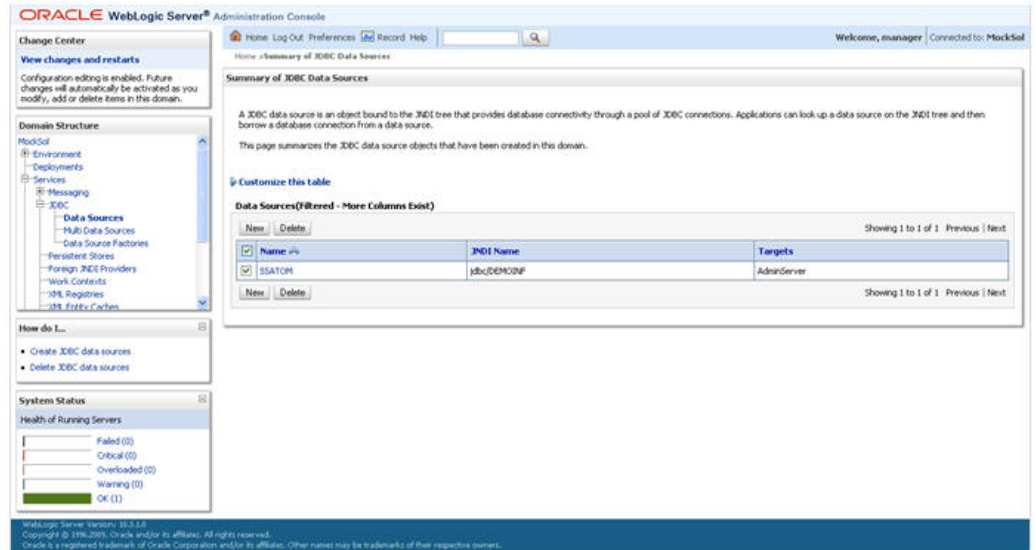 ORACLE WebLogic Server® Administration Console
Change Center
View changes and restarts
Configuration editing is enabled. Future
changes will automatically be activated as you
modify, add or delete items in this domain.
Domain Structure
MockSol
Environment
Deployments
Services
Messaging
JDBC
Data Sources
Multi Data Sources
Data Source Factories
Persistent Stores
Foreign JNDI Providers
Work Contexts
XML Registries
XML Entity Caches
How do I...
Create JDBC data sources
Delete JDBC data sources
System Status
Health of Running Servers
Failed (0)
Critical (0)
Overloaded (0)
Warning (0)
OK (1)
Home Log Out Preferences Record Help
Welcome, manager Connected to: MockSol
Home >Summary of JDBC Data Sources
Summary of JDBC Data Sources
A JDBC data source is an object bound to the JNDI tree that provides database connectivity through a pool of JDBC connections. Applications can look up a data source on the JNDI tree and then
borrow a database connection from a data source.
This page summarizes the JDBC data source objects that have been created in this domain.
Customize this table
Data Sources(Filtered - More Columns Exist)
New Delete Showing 1 to 1 of 1 Previous | Next
Name JNDI Name Targets
SSATOM jdbc/DEMOINF AdminServer
New Delete Showing 1 to 1 of 1 Previous | Next
WebLogic Server Version: 10.3.1.0
Copyright © 1996,2009, Oracle and/or its affiliates. All rights reserved.
Oracle is a registered trademark of Oracle Corporation and/or its affiliates. Other names may be trademarks of their respective owners.